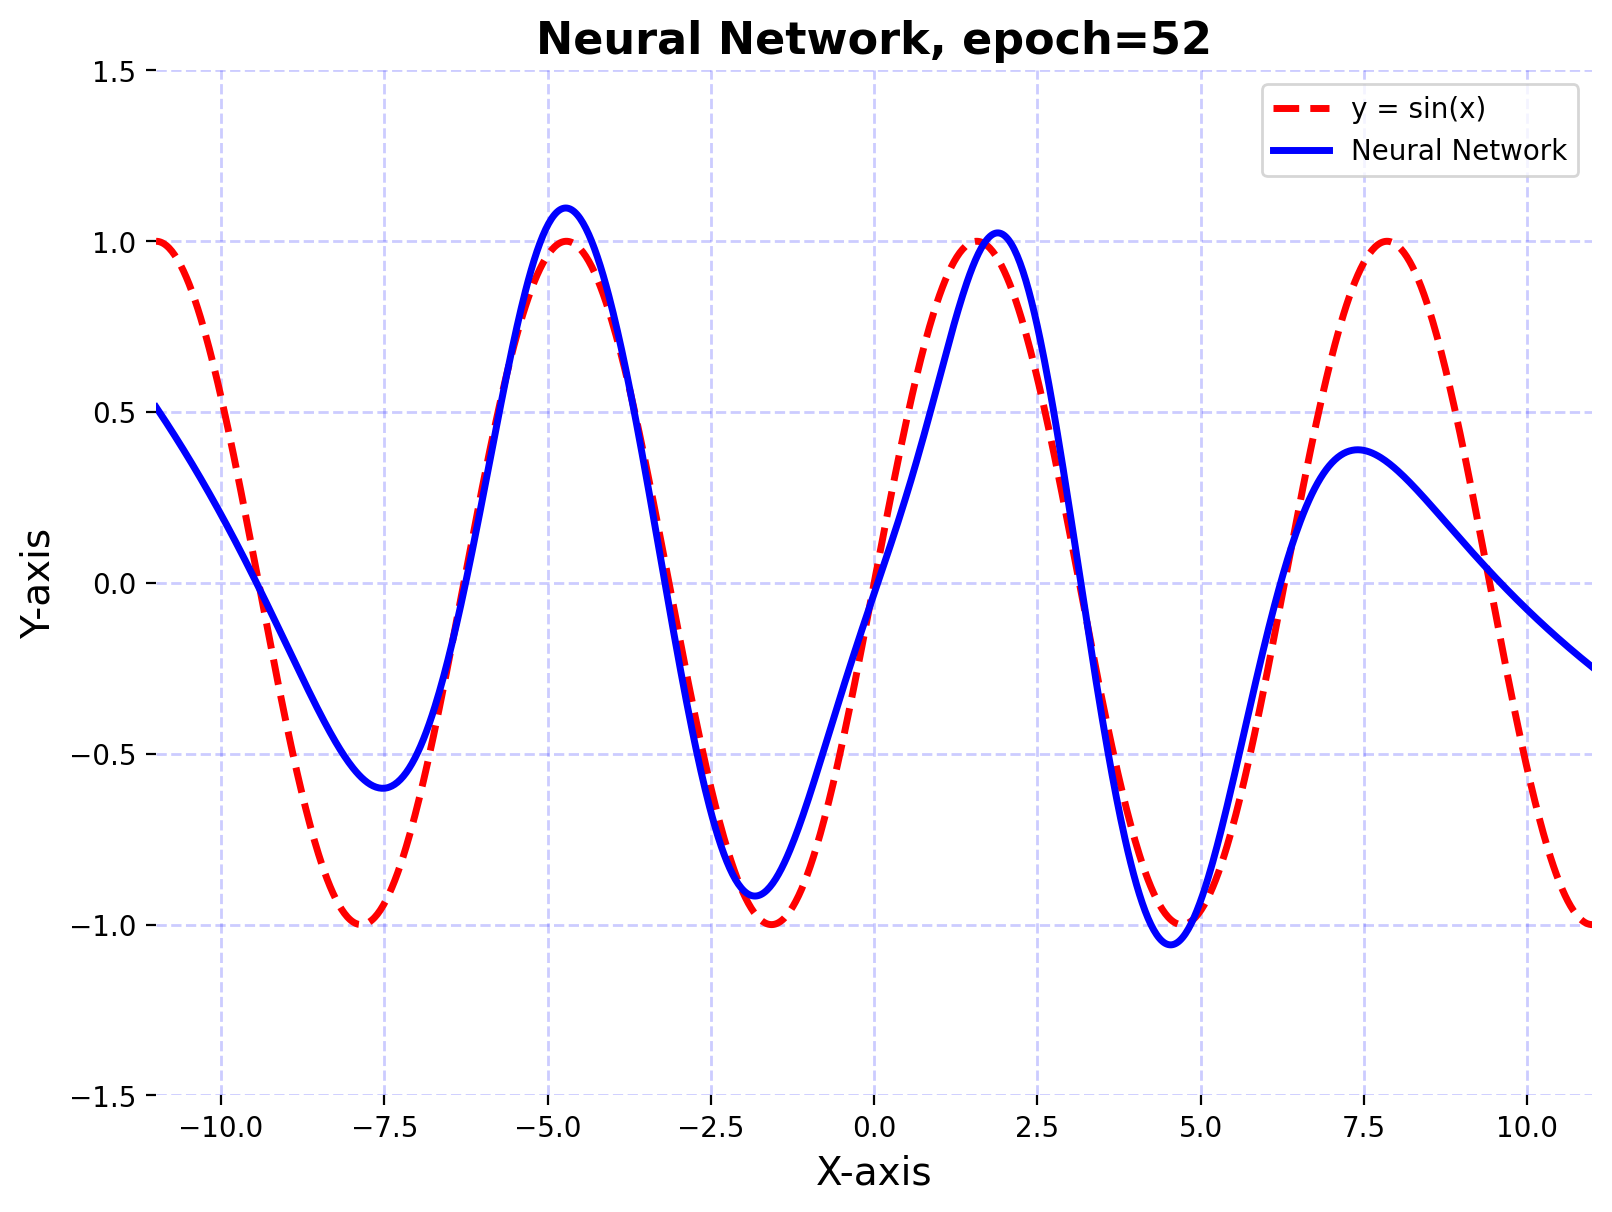 Neural Network, epoch=52
1.5
1.0
0.5
0.0
−0.5
−1.0
−1.5
Y-axis
y = sin(x)
Neural Network
−10.0 −7.5 −5.0 −2.5 0.0 2.5 5.0 7.5 10.0
X-axis